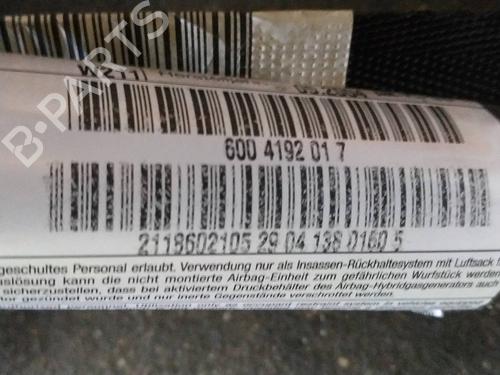 B-PARTS
W211
600 4192 01 7
2118602105 29 04 138 0160 5
geschultes Personal erlaubt. Verwendung nur als Insassen-Rückhaltesystem mit Luftsack
slösung kann die nicht montierte Airbag-Einheit zum gefährlichen Wurfstück werden
sicherzustellen, dass bei aktiviertem Druckbehälter des Airbag-Hybridgasgenerators auch
gezündet wurde und nur inerte Gegenstände verschrottet werden.